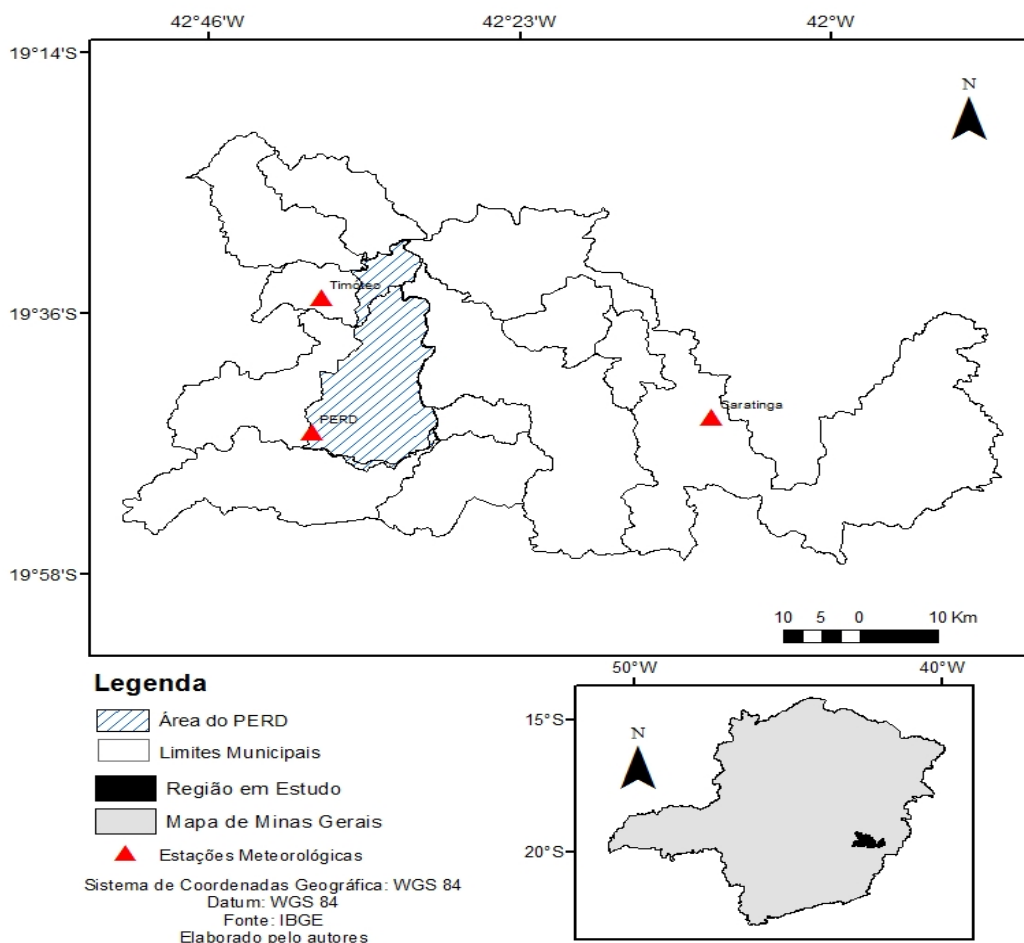 42°46'W 42°23'W 42°W
19°14'S
N
Timóteo
19°36'S
Saratinga
PERD
19°58'S
10 5 0 10 Km
Legenda
Área do PERD
Limites Municipais
Região em Estudo
Mapa de Minas Gerais
Estações Meteorológicas
Sistema de Coordenadas Geográfica: WGS 84
Datum: WGS 84
Fonte: IBGE
Elaborado pelo autores
50°W 40°W
15°S
N
20°S